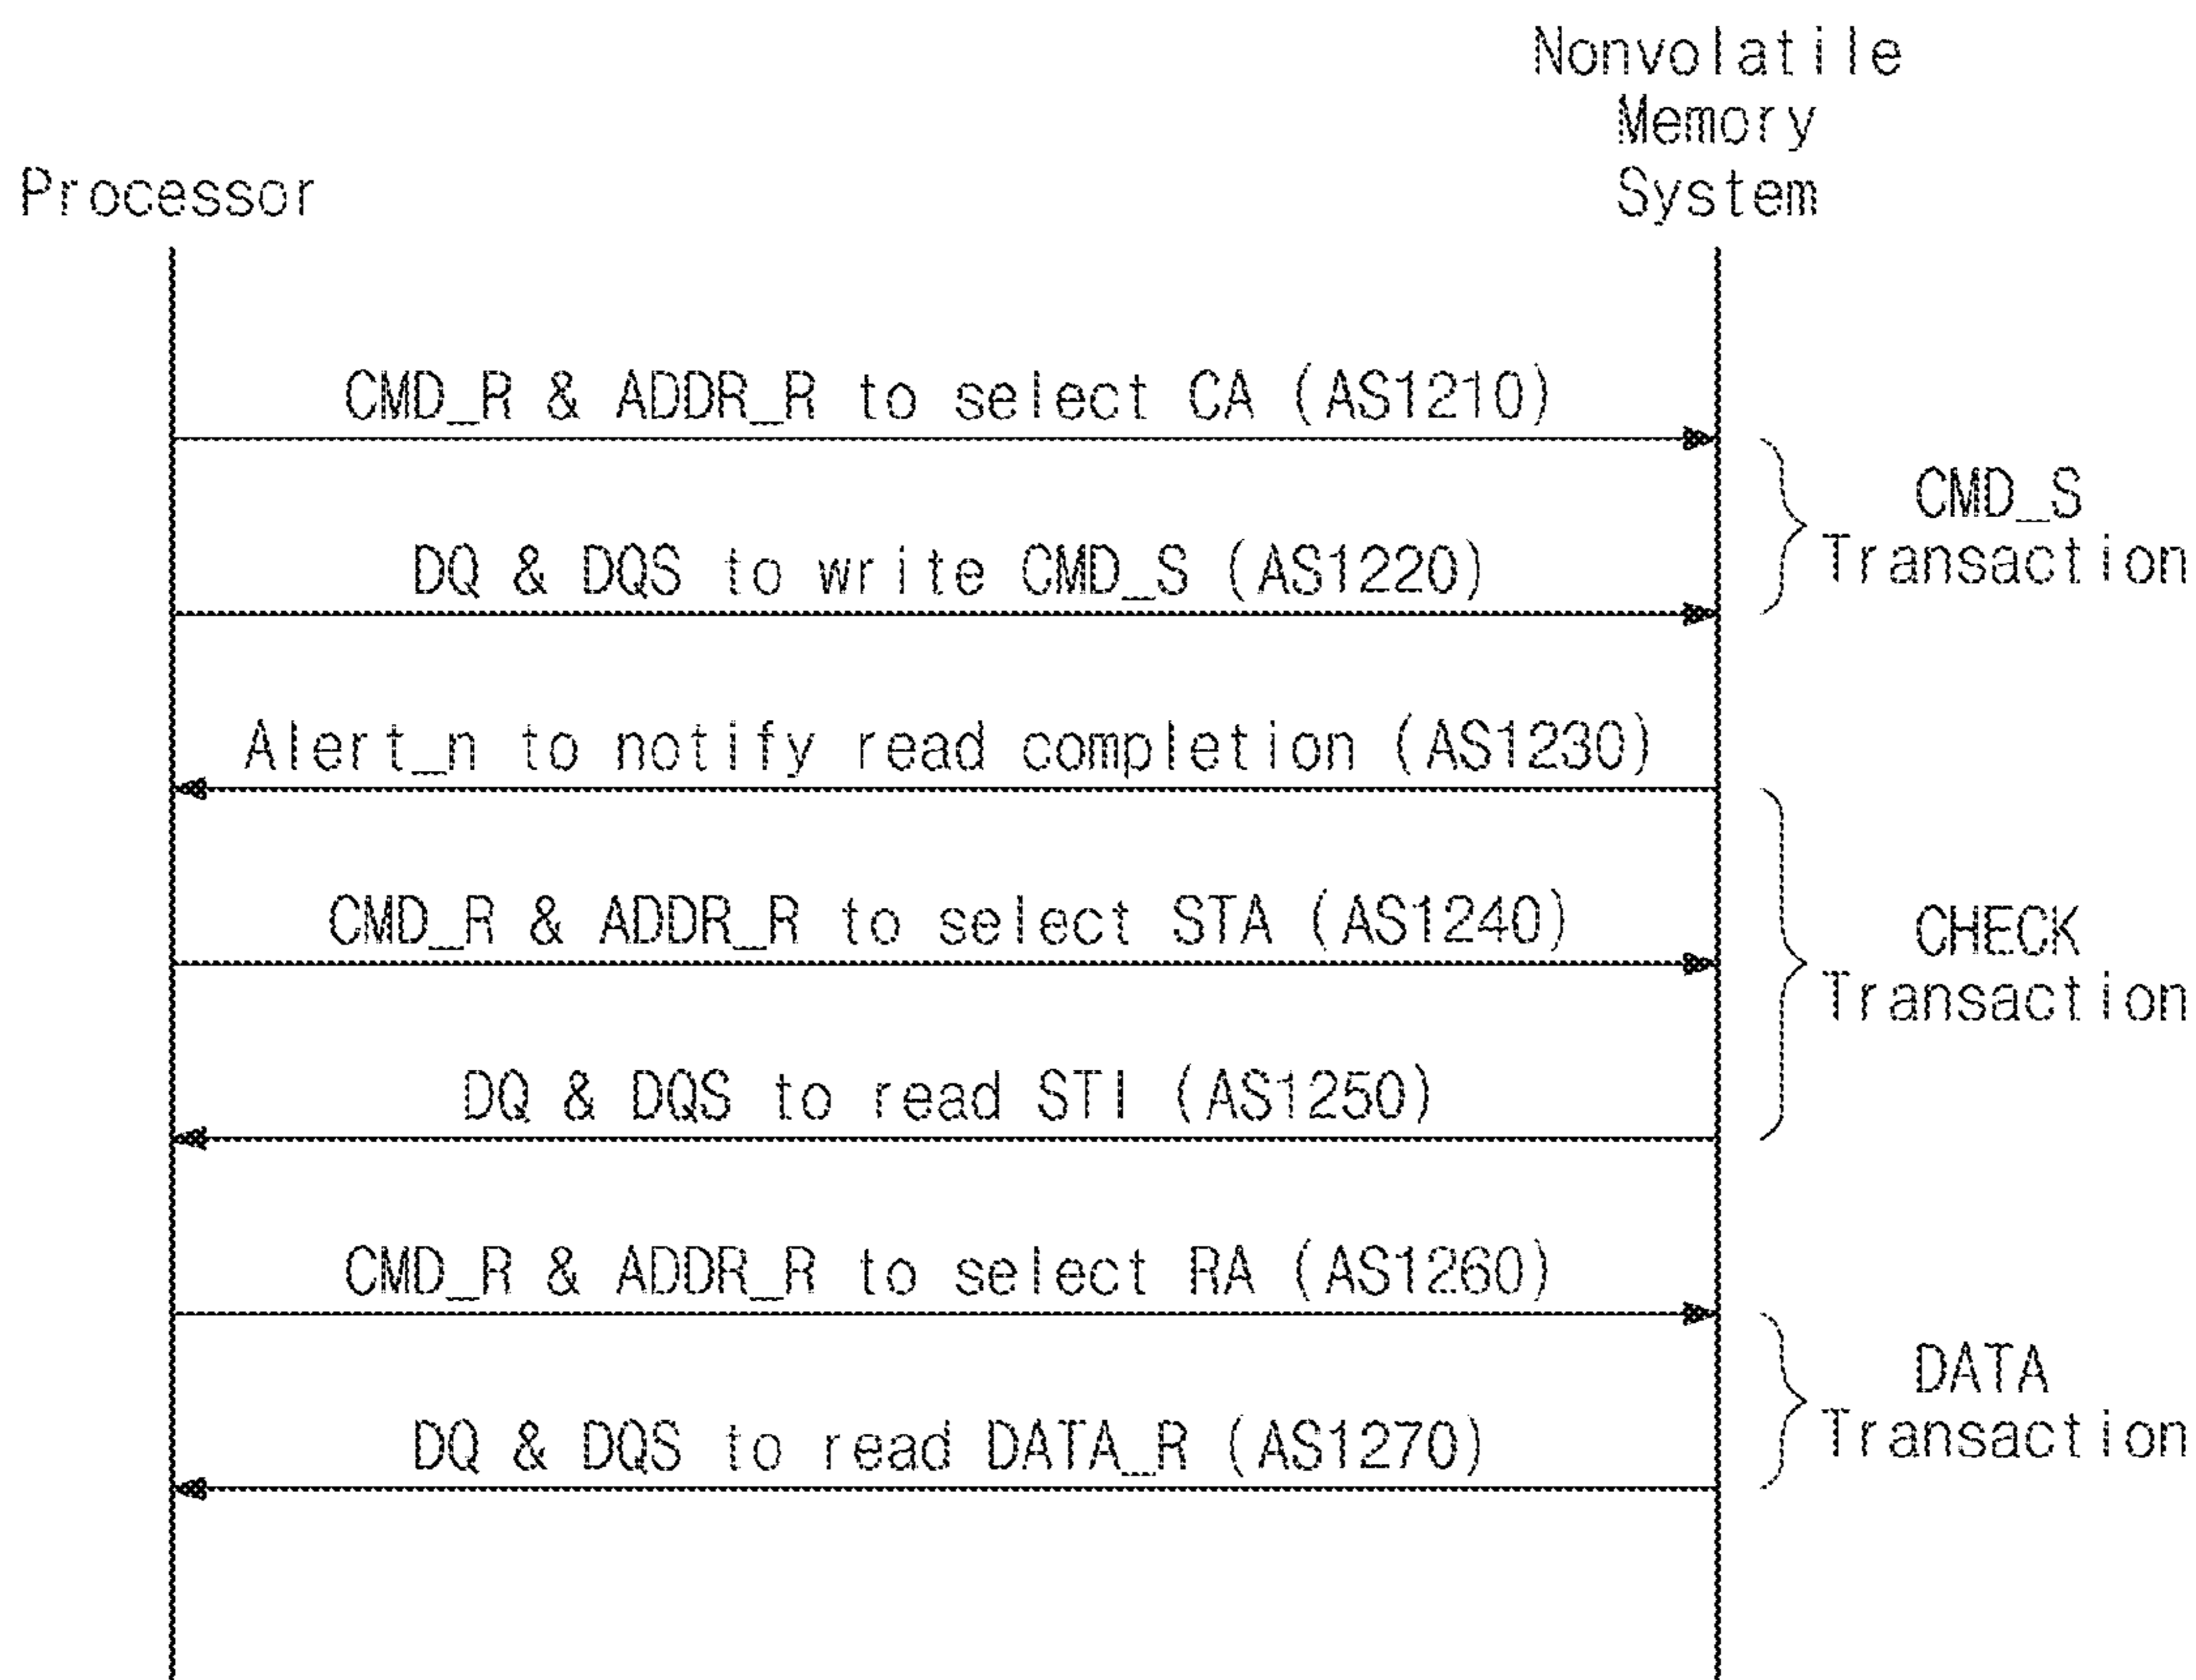 Nonvolatile
Memory
System
Processor
CMD_R & ADDR_R to select CA (AS1210)
CMD_S
Transaction
DQ & DQS to write CMD_S (AS1220)
Alert_n to notify read completion (AS1230)
CMD_R & ADDR_R to select STA (AS1240)
CHECK
Transaction
DQ & DQS to read STI (AS1250)
CMD_R & ADDR_R to select RA (AS1260)
DATA
Transaction
DQ & DQS to read DATA_R (AS1270)